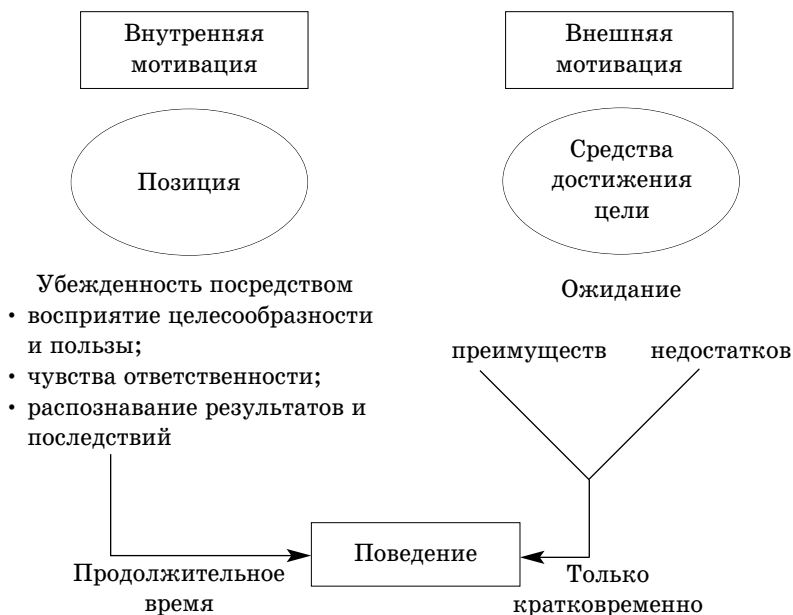 Внутренняя
мотивация
Внешняя
мотивация
Позиция
Средства
достижения
цели
Убежденность посредством
• восприятие целесообразности
и пользы;
• чувства ответственности;
• распознавание результатов и
последствий
Ожидание
преимуществ
недостатков
Поведение
Продолжительное
время
Только
кратковременно